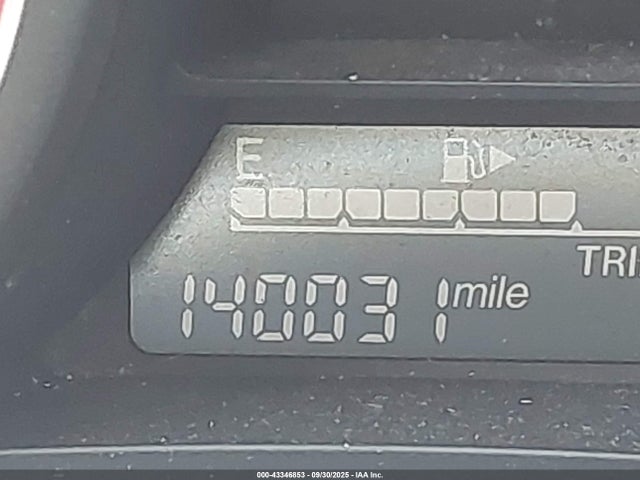 E
TRI
140031 mile
000-43346853 - 09/30/2025 - IAA Inc.